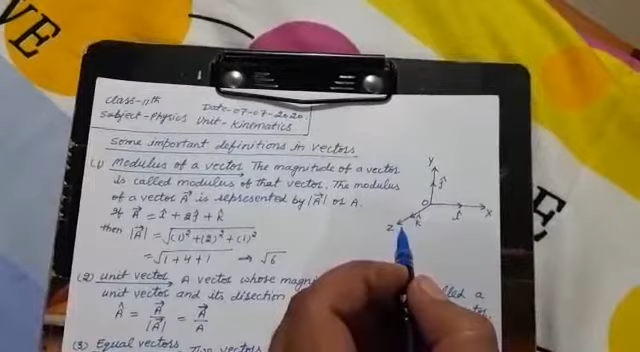 VE
Class-11th
Date-07-07-2020
Subject-Physics Unit-Kinematics
Some important definitions in vectors
(1) Modulus of a vector The magnitude of a vector
is called modulus of that vector. The modulus
of a vector A⃗ is represented by |A⃗| or A.
If A⃗ = î + 2ĵ + k̂
then |A⃗| = √(1)² + (2)² + (1)²
= √1 + 4 + 1 → √6
Y
ĵ
O
î
X
k̂
Z
(2) unit vector A vector whose magni
lled a
unit vector and its direction
ctor.
Â = A⃗/|A⃗| = A⃗/A
(3) Equal vectors Two vectors
VE